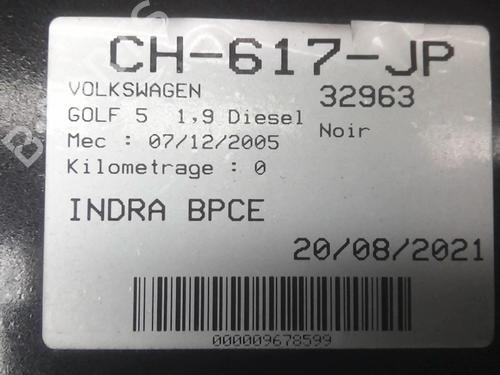 CH-617-JP
VOLKSWAGEN 32963
GOLF 5 1,9 Diesel Noir
Mec : 07/12/2005
Kilometrage : 0
INDRA BPCE
20/08/2021
000009678599